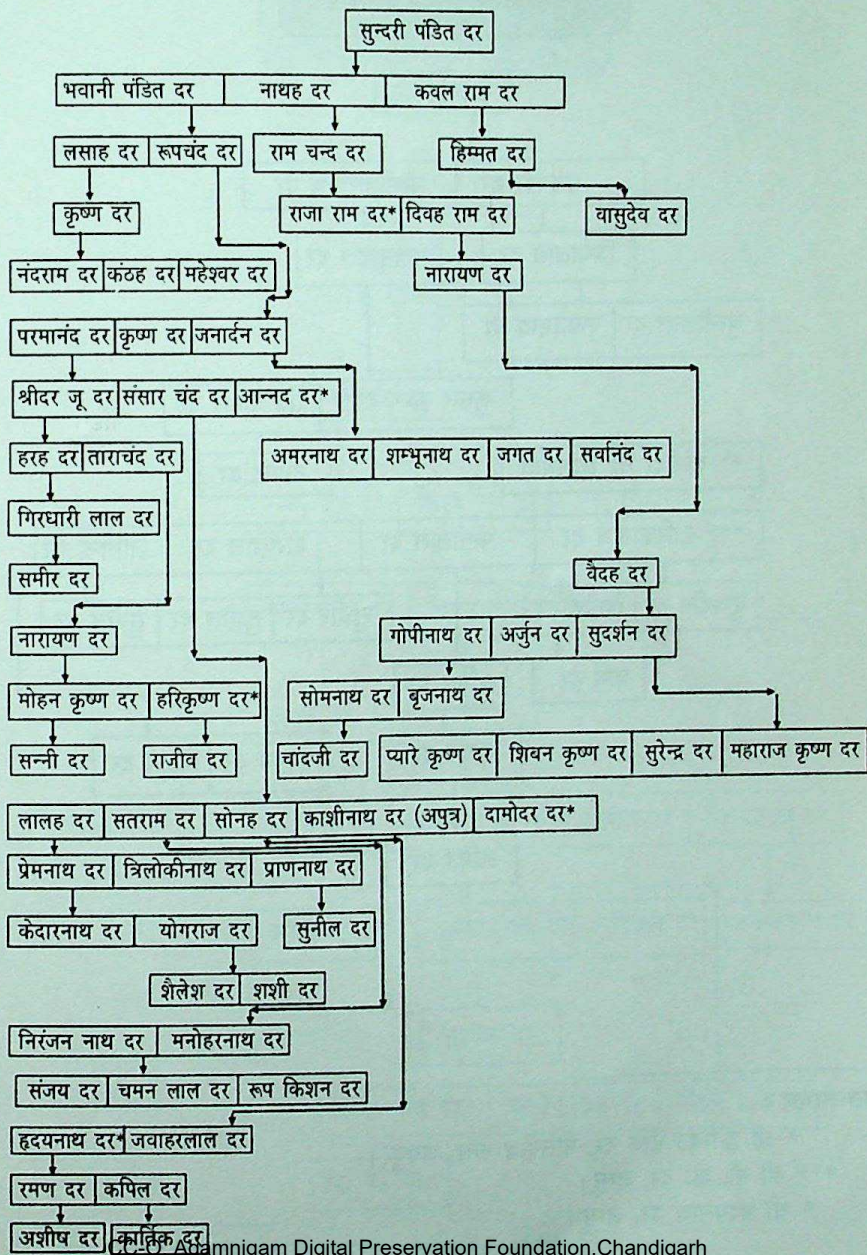 सुन्दरी पंडित दर
भवानी पंडित दर नाथह दर कवल राम दर
लसाह दर रूपचंद दर राम चन्द दर हिम्मत दर
कृष्ण दर राजा राम दर* दिवह राम दर वासुदेव दर
नंदराम दर कंठह दर महेश्वर दर नारायण दर
परमानंद दर कृष्ण दर जनार्दन दर
श्रीदर जू दर संसार चंद दर आन्नद दर*
हरह दर ताराचंद दर अमरनाथ दर शम्भूनाथ दर जगत दर सर्वानंद दर
गिरधारी लाल दर
समीर दर वैदह दर
नारायण दर गोपीनाथ दर अर्जुन दर सुदर्शन दर
मोहन कृष्ण दर हरिकृष्ण दर* सोमनाथ दर बृजनाथ दर
सन्नी दर राजीव दर चांदजी दर प्यारे कृष्ण दर शिबन कृष्ण दर सुरेन्द्र दर महाराज कृष्ण दर
लालह दर सतराम दर सोनह दर काशीनाथ दर (अपुत्र) दामोदर दर*
प्रेमनाथ दर त्रिलोकीनाथ दर प्राणनाथ दर
केदारनाथ दर योगराज दर सुनील दर
शैलेश दर शशी दर
निरंजन नाथ दर मनोहरनाथ दर
संजय दर चमन लाल दर रूप किशन दर
हृदयनाथ दर* जवाहरलाल दर
रमण दर कपिल दर
अशीष दर कार्तिक दर
CC-O. Agamnigam Digital Preservation Foundation,Chandigarh